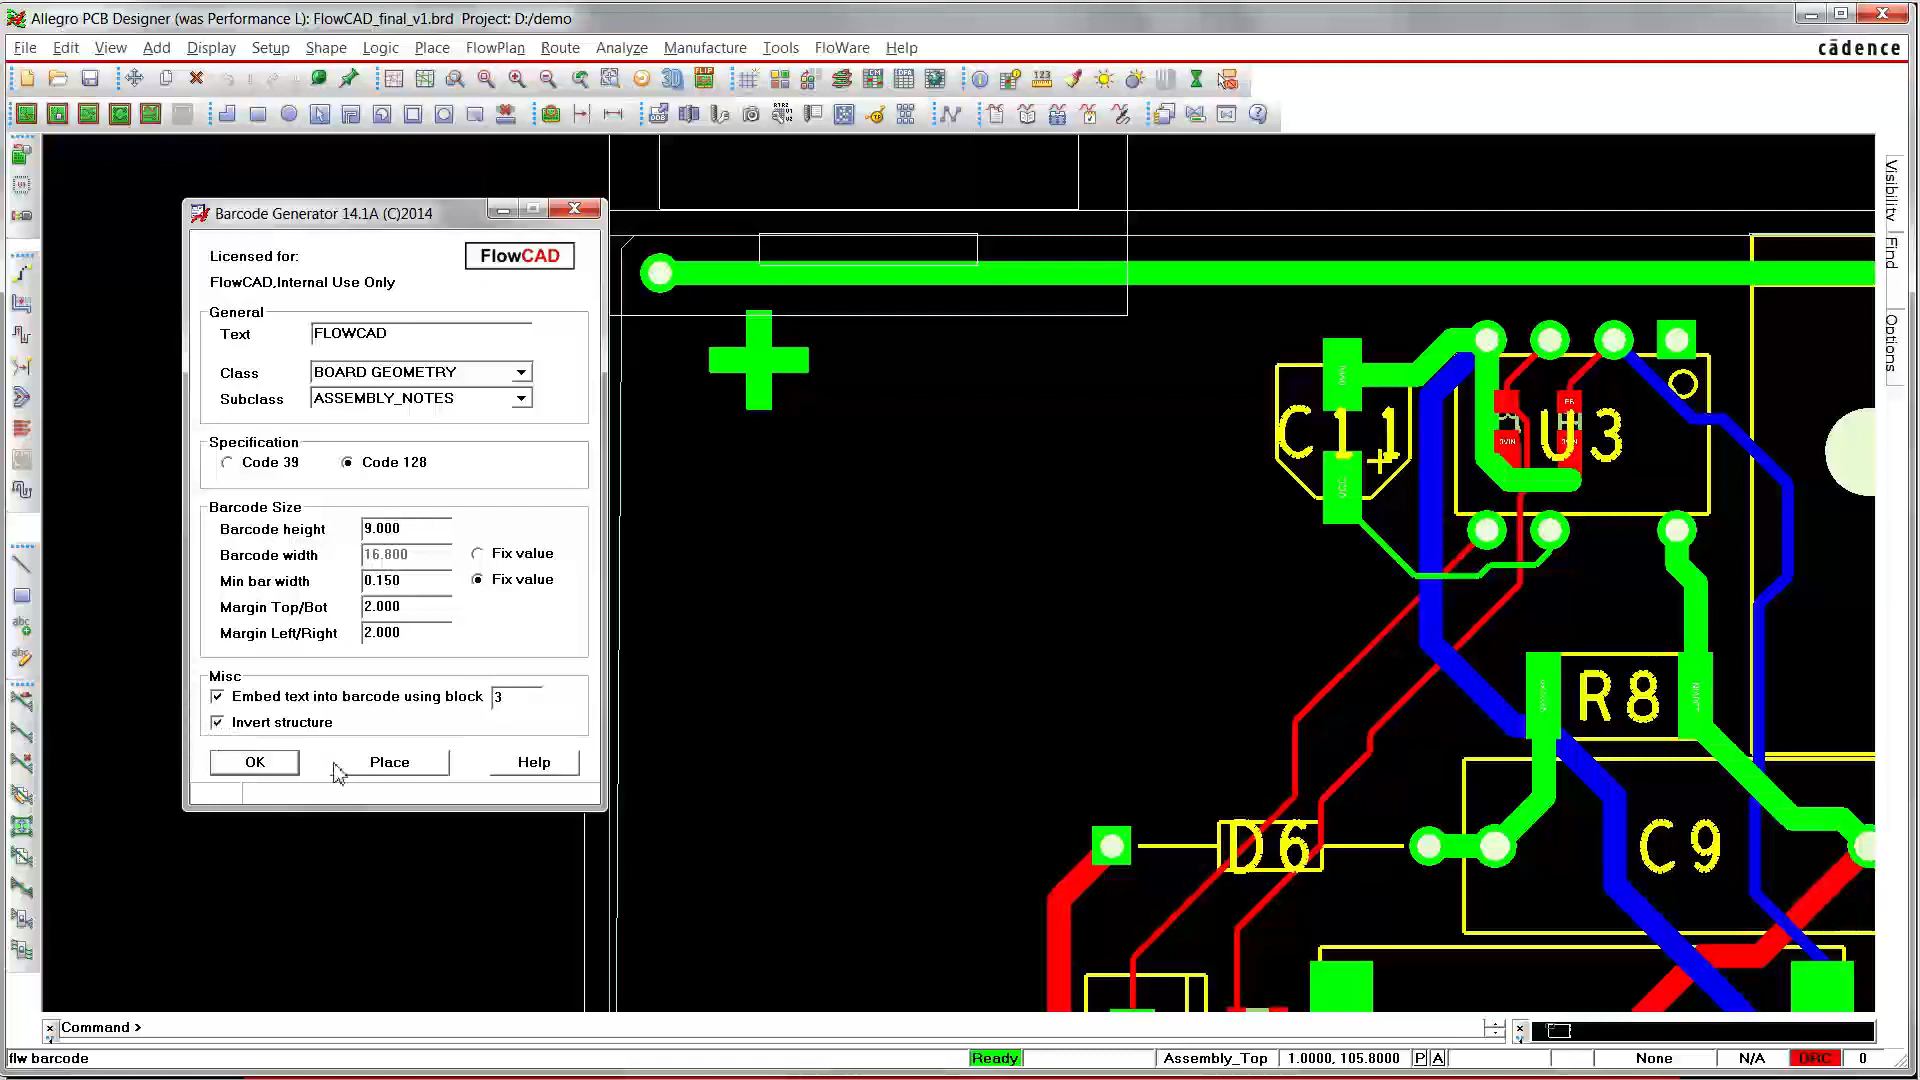 Allegro PCB Designer (was Performance L): FlowCAD_final_v1.brd Project: D:/demo
File Edit View Add Display Setup Shape Logic Place FlowPlan Route Analyze Manufacture Tools FloWare Help
cādence
Visibility
Find
Options
Barcode Generator 14.1A (C)2014
Licensed for:
FlowCAD
FlowCAD,Internal Use Only
General
Text FLOWCAD
Class BOARD GEOMETRY
Subclass ASSEMBLY_NOTES
Specification
Code 39 Code 128
Barcode Size
Barcode height 9.000
Barcode width 16.800 Fix value
Min bar width 0.150 Fix value
Margin Top/Bot 2.000
Margin Left/Right 2.000
Misc
Embed text into barcode using block 3
Invert structure
OK Place Help
C11
U3
VCC
R8
D6
C9
Command >
flw barcode
Ready
Assembly_Top
1.0000, 105.8000
P A
None
N/A
DRC
0